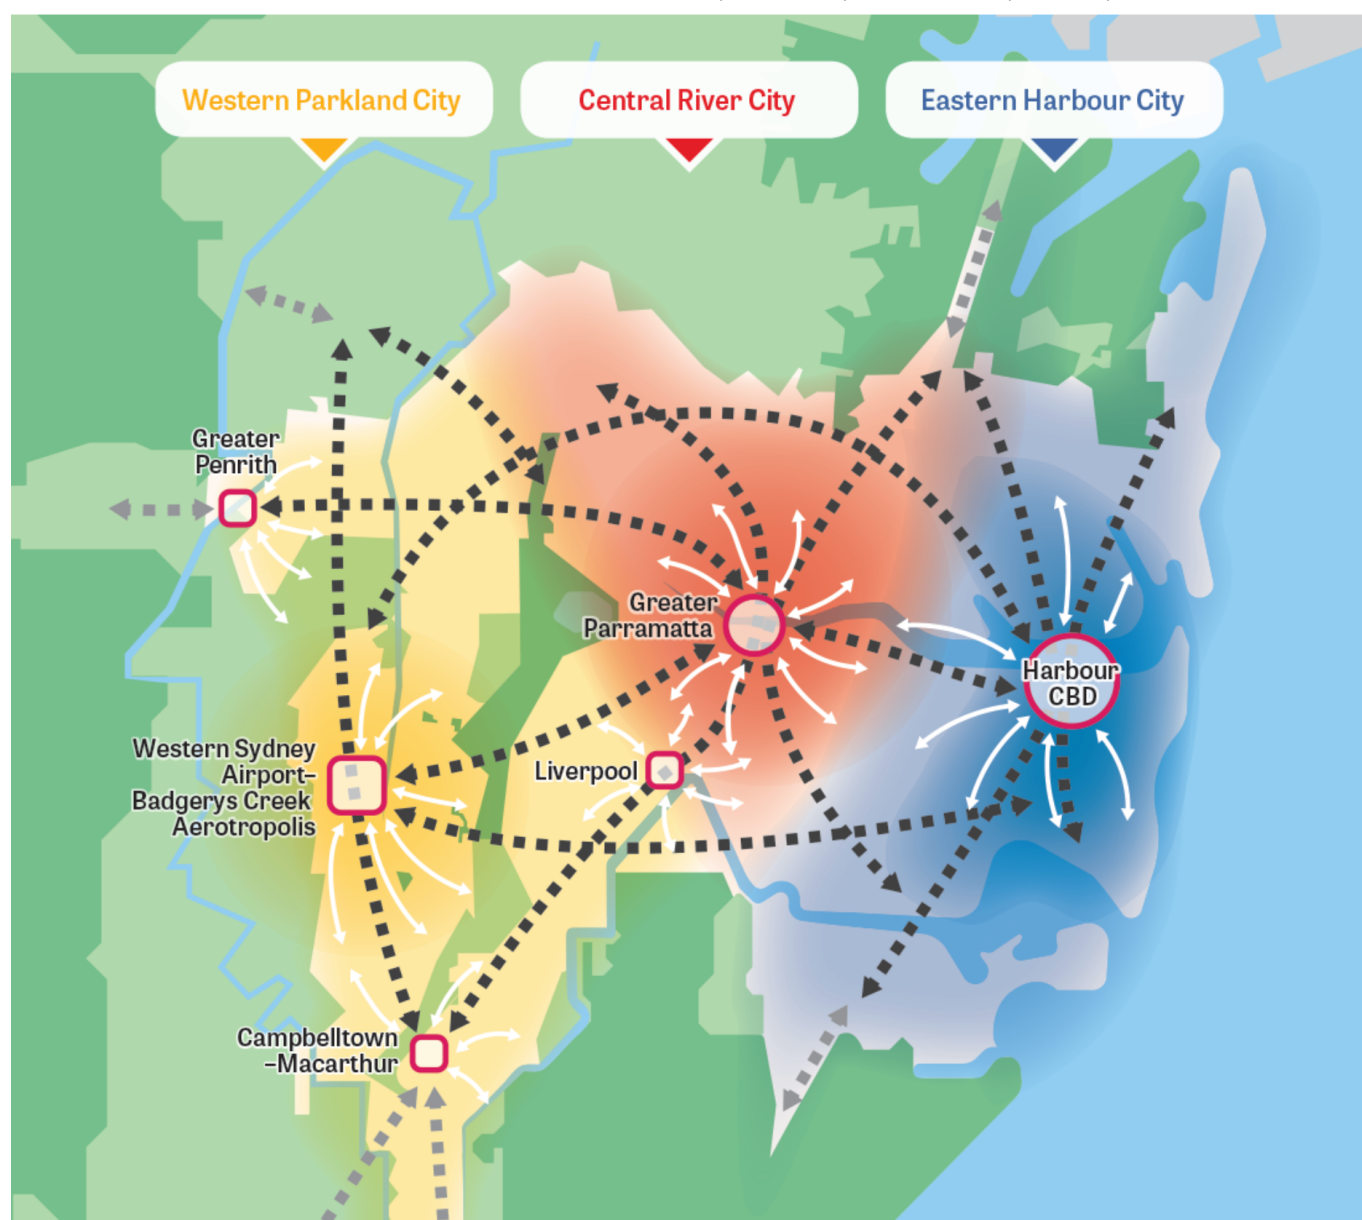 Western Parkland City
Central River City
Eastern Harbour City
Greater
Penrith
Greater
Parramatta
Harbour
CBD
Western Sydney
Airport–
Badgerys Creek
Aerotropolis
Liverpool
Campbelltown
–Macarthur